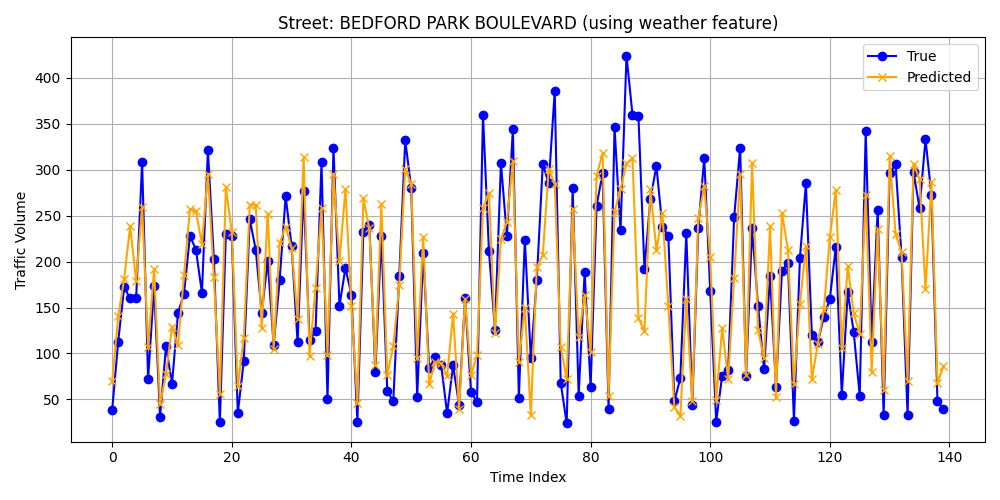 Street: BEDFORD PARK BOULEVARD (using weather feature)
True
Predicted
Traffic Volume
400
350
300
250
200
150
100
50
0 20 40 60 80 100 120 140
Time Index